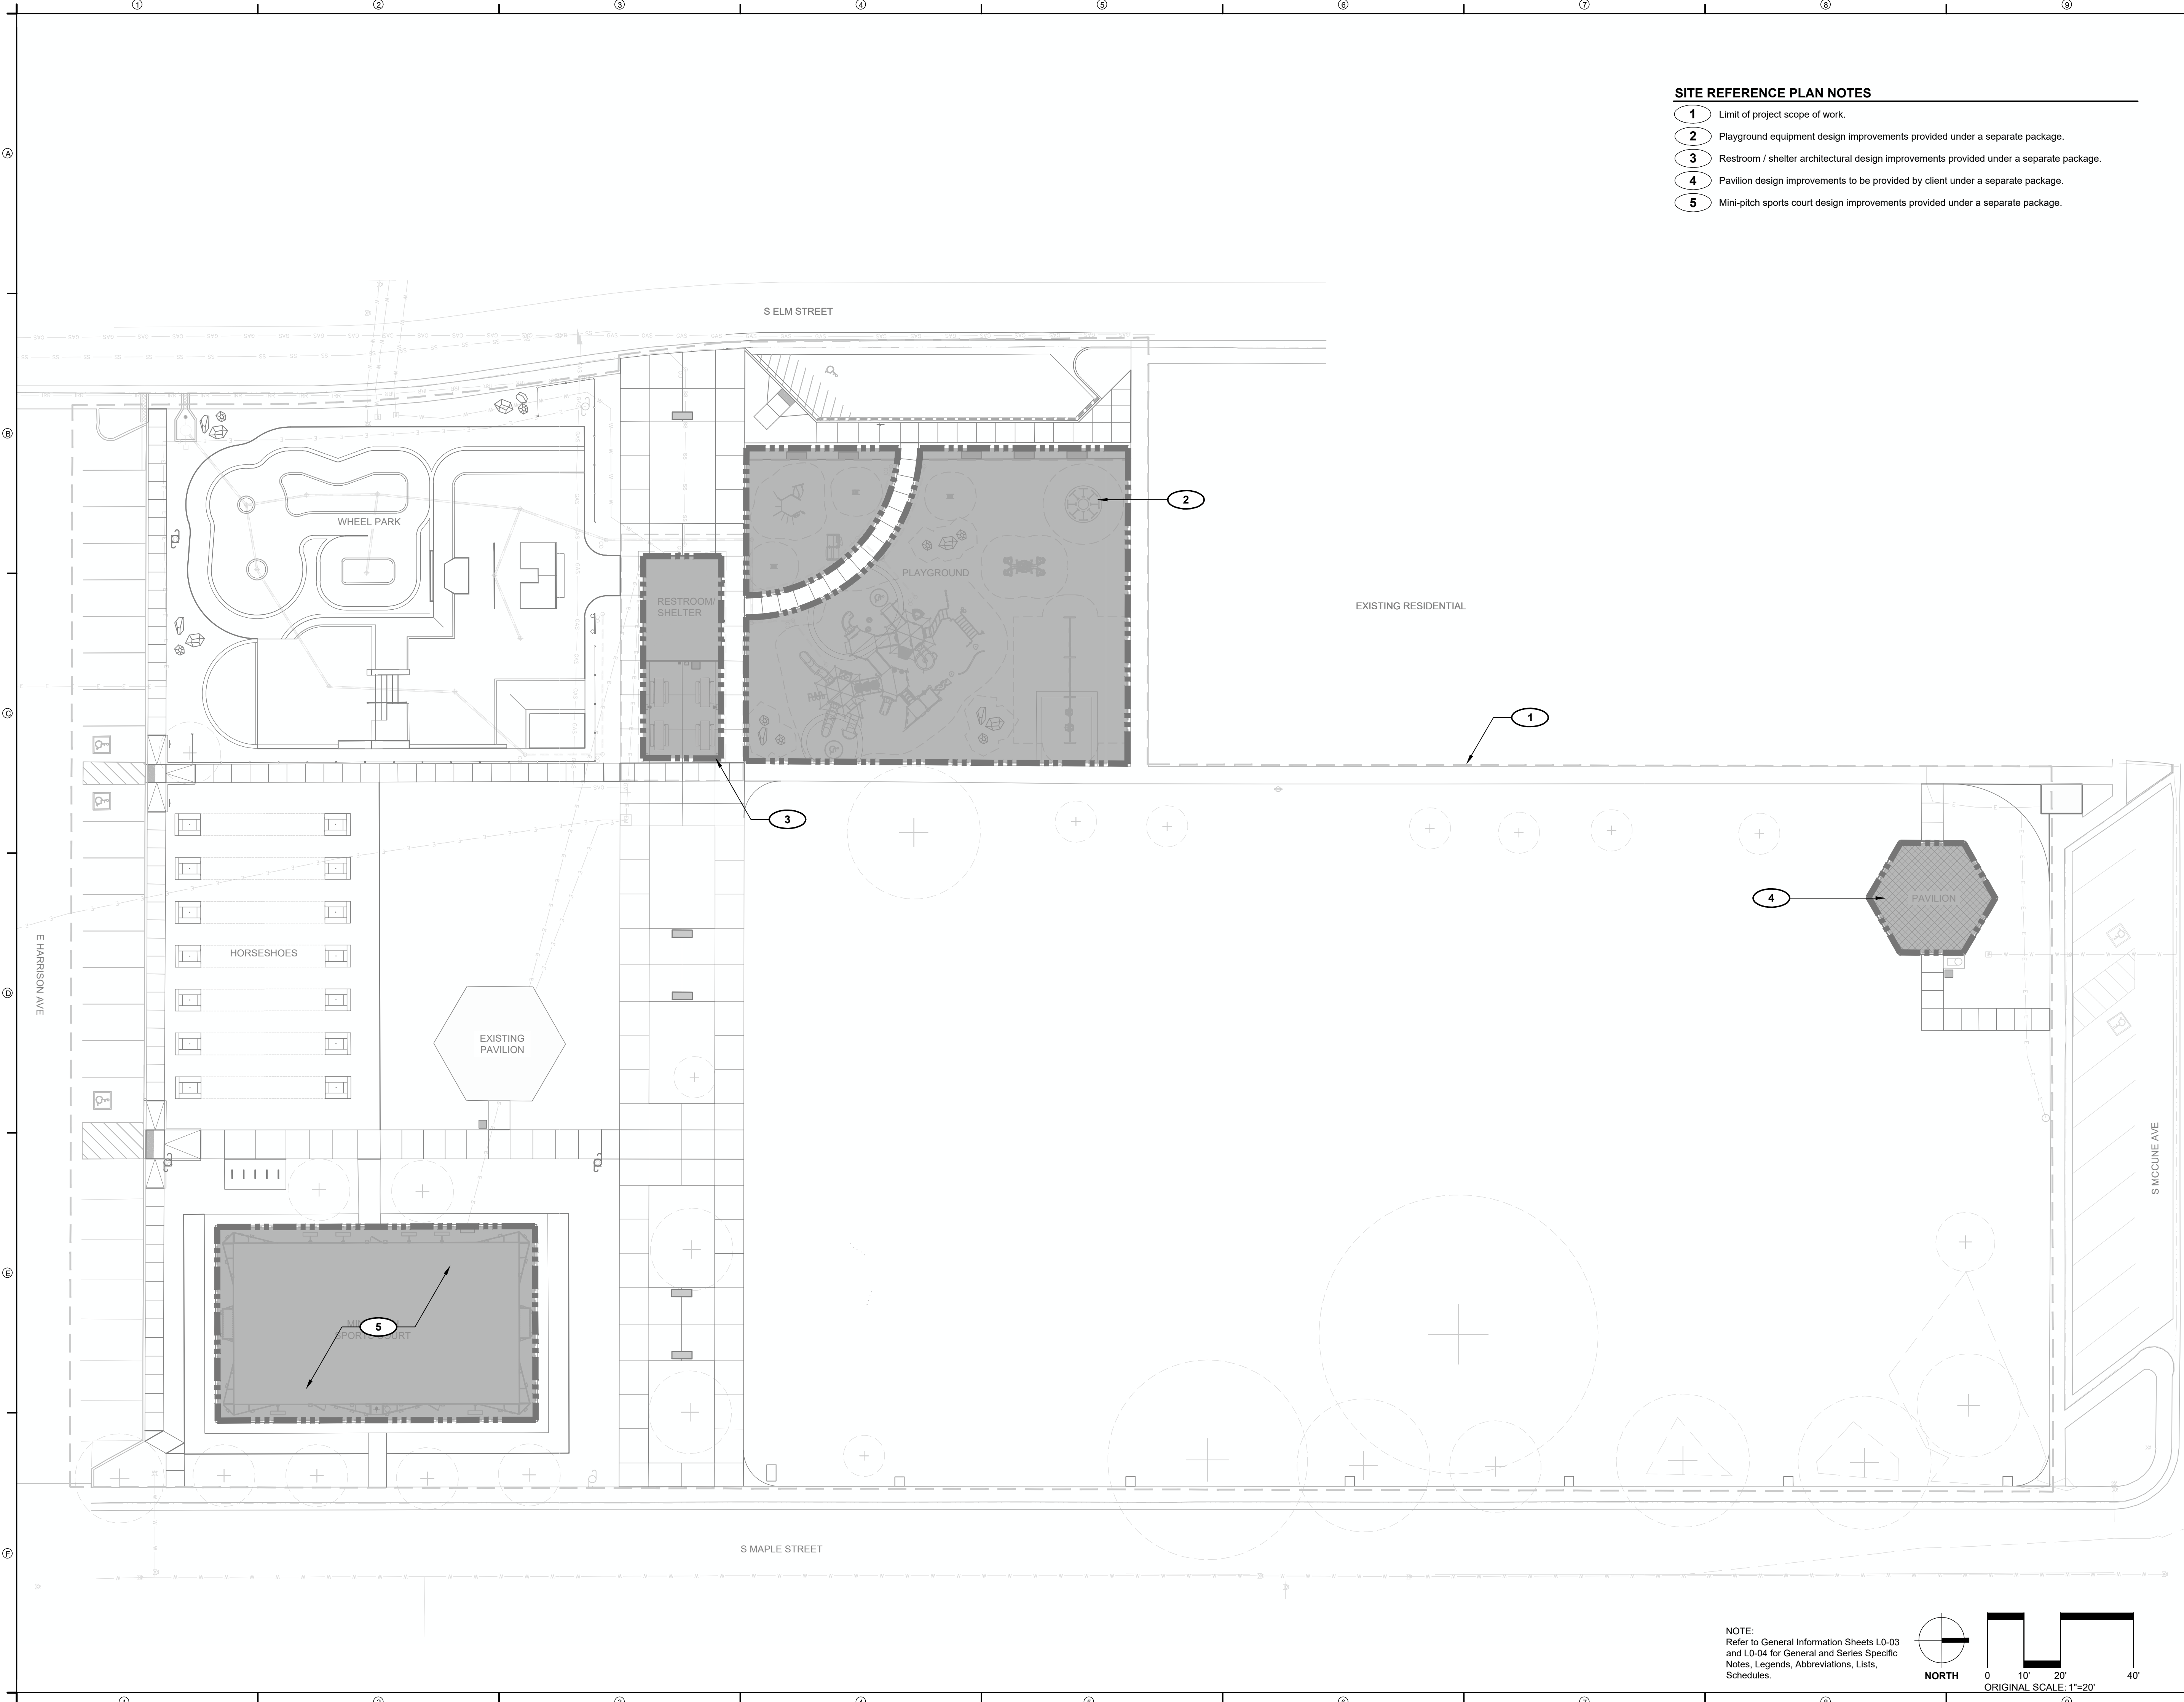 1 2 3 4 5 6 7 8 9
SITE REFERENCE PLAN NOTES
1 Limit of project scope of work.
2 Playground equipment design improvements provided under a separate package.
3 Restroom / shelter architectural design improvements provided under a separate package.
4 Pavilion design improvements to be provided by client under a separate package.
5 Mini-pitch sports court design improvements provided under a separate package.
A
S ELM STREET
B
2
WHEEL PARK
PLAYGROUND
RESTROOM/
SHELTER
EXISTING RESIDENTIAL
C
1
3
4
PAVILION
HORSESHOES
E HARRISON AVE
D
EXISTING
PAVILION
S MCCUNE AVE
E
5
SPORTS COURT
F
S MAPLE STREET
NOTE:
Refer to General Information Sheets L0-03
and L0-04 for General and Series Specific
Notes, Legends, Abbreviations, Lists,
Schedules.
NORTH
0 10' 20' 40'
ORIGINAL SCALE: 1"=20'